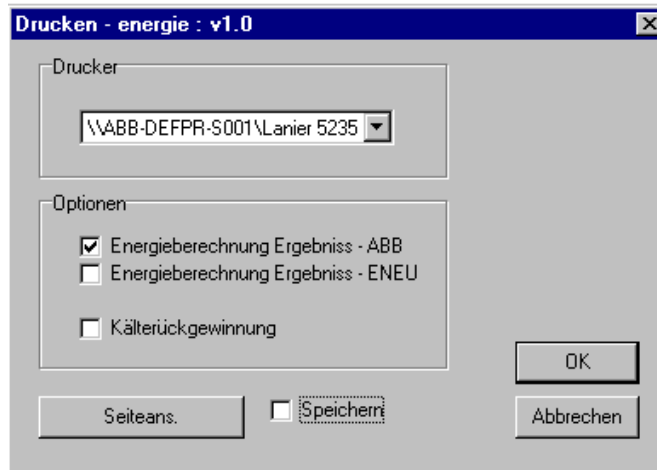 Drucken - energie : v1.0
Drucker
\\ABB-DEFPR-S001\Lanier 5235
Optionen
Energieberechnung Ergebniss - ABB
Energieberechnung Ergebniss - ENEU
Kälterückgewinnung
OK
Seiteans.
Speichern
Abbrechen